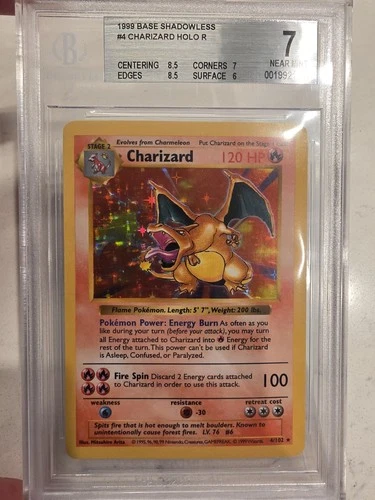 1999 BASE SHADOWLESS
#4 CHARIZARD HOLO R
7
CENTERING 8.5 CORNERS 7
EDGES 8.5 SURFACE 6
STAGE 2
Evolves from Charmeleon Put Charizard on the Stage
Charizard 120 HP
Flame Pokémon. Length: 5' 7", Weight: 200 lbs.
Pokémon Power: Energy Burn As often as you
like during your turn (before your attack), you may turn
all Energy attached to Charizard into Energy for the
rest of the turn. This power can't be used if Charizard
is Asleep, Confused, or Paralyzed.
Fire Spin Discard 2 Energy cards attached
to Charizard in order to use this attack. 100
weakness resistance retreat cost
-30
Spits fire that is hot enough to melt boulders. Known to
unintentionally cause forest fires. LV. 76 #6
Illus. Mitsuhiro Arita 4/102 ★